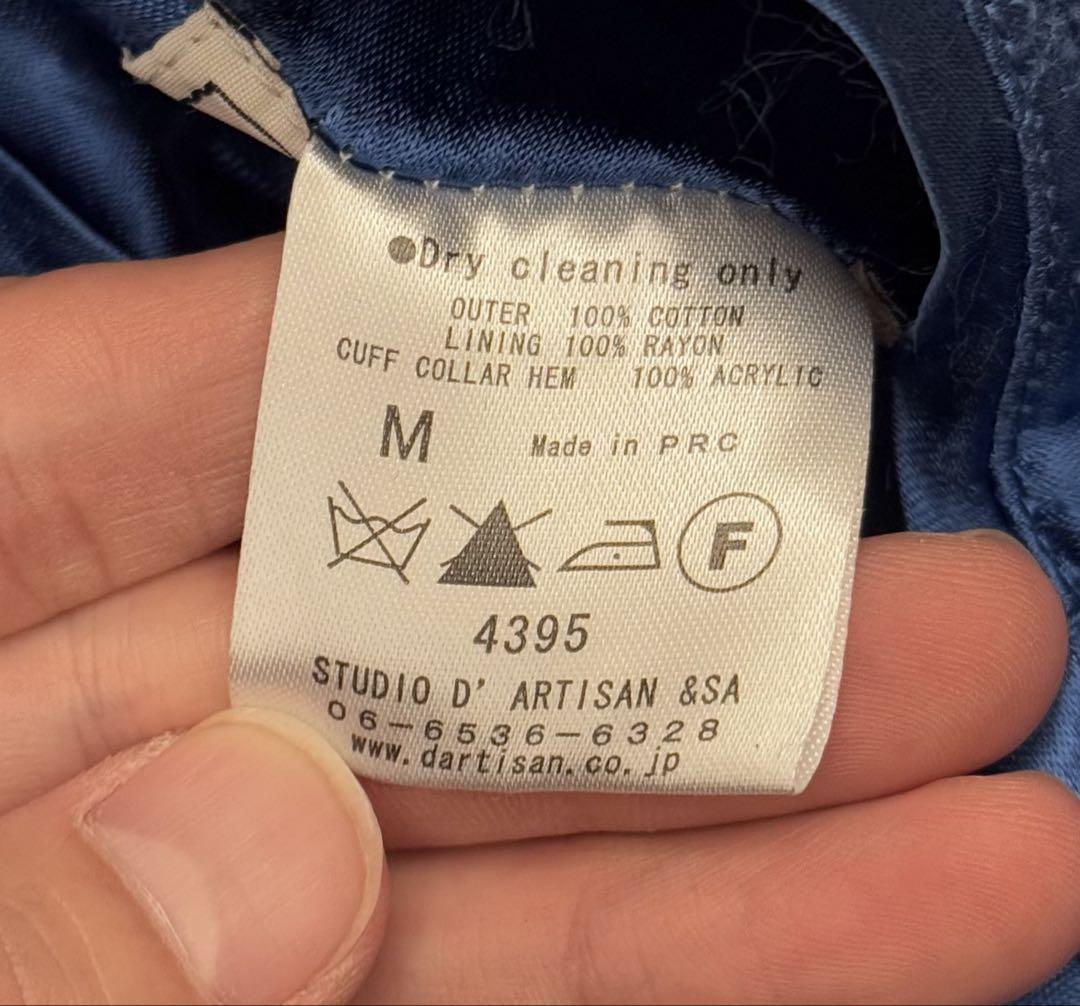 ●Dry cleaning only
OUTER 100% COTTON
LINING 100% RAYON
CUFF COLLAR HEM 100% ACRYLIC
M Made in PRC
F
4395
STUDIO D' ARTISAN &SA
06-6536-6328
www.dartisan.co.jp